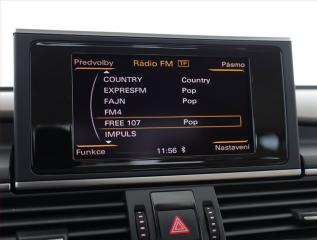 Předvolby Rádio FM TP Pásmo
COUNTRY Country
EXPRESFM Pop
FAJN Pop
FM4
FREE 107 Pop
IMPULS
Funkce 11:56 Nastavení